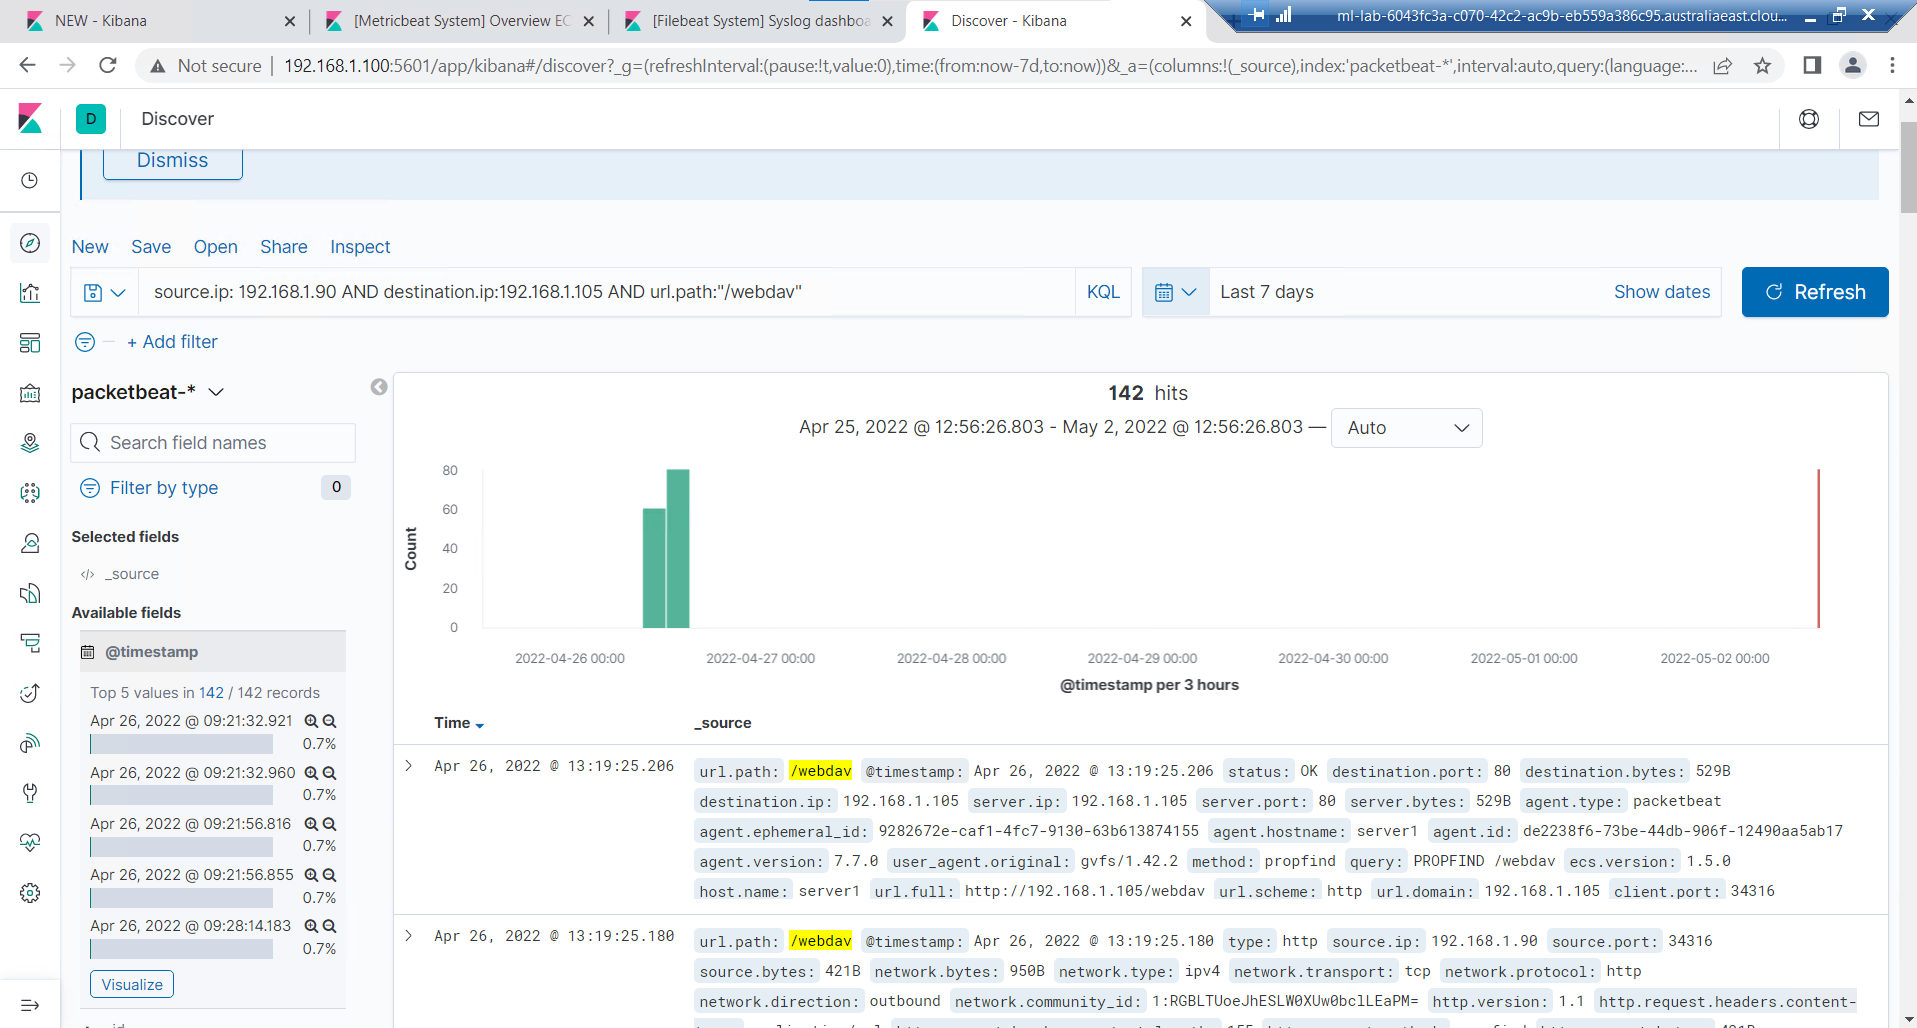 NEW - Kibana
[Metricbeat System] Overview EC
[Filebeat System] Syslog dashboa
Discover - Kibana
ml-lab-6043fc3a-c070-42c2-ac9b-eb559a386c95.australiaeast.clou...
Not secure
192.168.1.100:5601/app/kibana#/discover?_g=(refreshInterval:(pause:!t,value:0),time:(from:now-7d,to:now))&_a=(columns:!(_source),index:'packetbeat-*',interval:auto,query:(language:...
D
Discover
Dismiss
New Save Open Share Inspect
source.ip: 192.168.1.90 AND destination.ip:192.168.1.105 AND url.path:"/webdav"
KQL
Last 7 days
Show dates
Refresh
+ Add filter
packetbeat-*
Search field names
Filter by type
0
Selected fields
</> _source
Available fields
@timestamp
Top 5 values in 142 / 142 records
Apr 26, 2022 @ 09:21:32.921
0.7%
Apr 26, 2022 @ 09:21:32.960
0.7%
Apr 26, 2022 @ 09:21:56.816
0.7%
Apr 26, 2022 @ 09:21:56.855
0.7%
Apr 26, 2022 @ 09:28:14.183
0.7%
Visualize
142 hits
Apr 25, 2022 @ 12:56:26.803 - May 2, 2022 @ 12:56:26.803 —
Auto
Count
80
60
40
20
0
2022-04-26 00:00 2022-04-27 00:00 2022-04-28 00:00 2022-04-29 00:00 2022-04-30 00:00 2022-05-01 00:00 2022-05-02 00:00
@timestamp per 3 hours
Time _source
Apr 26, 2022 @ 13:19:25.206
url.path: /webdav @timestamp: Apr 26, 2022 @ 13:19:25.206 status: OK destination.port: 80 destination.bytes: 529B
destination.ip: 192.168.1.105 server.ip: 192.168.1.105 server.port: 80 server.bytes: 529B agent.type: packetbeat
agent.ephemeral_id: 9282672e-caf1-4fc7-9130-63b613874155 agent.hostname: server1 agent.id: de2238f6-73be-44db-906f-12490aa5ab17
agent.version: 7.7.0 user_agent.original: gvfs/1.42.2 method: propfind query: PROPFIND /webdav ecs.version: 1.5.0
host.name: server1 url.full: http://192.168.1.105/webdav url.scheme: http url.domain: 192.168.1.105 client.port: 34316
Apr 26, 2022 @ 13:19:25.180
url.path: /webdav @timestamp: Apr 26, 2022 @ 13:19:25.180 type: http source.ip: 192.168.1.90 source.port: 34316
source.bytes: 421B network.bytes: 950B network.type: ipv4 network.transport: tcp network.protocol: http
network.direction: outbound network.community_id: 1:RGBLTUoeJhESLW0XUw0bclLEaPM= http.version: 1.1 http.request.headers.content-